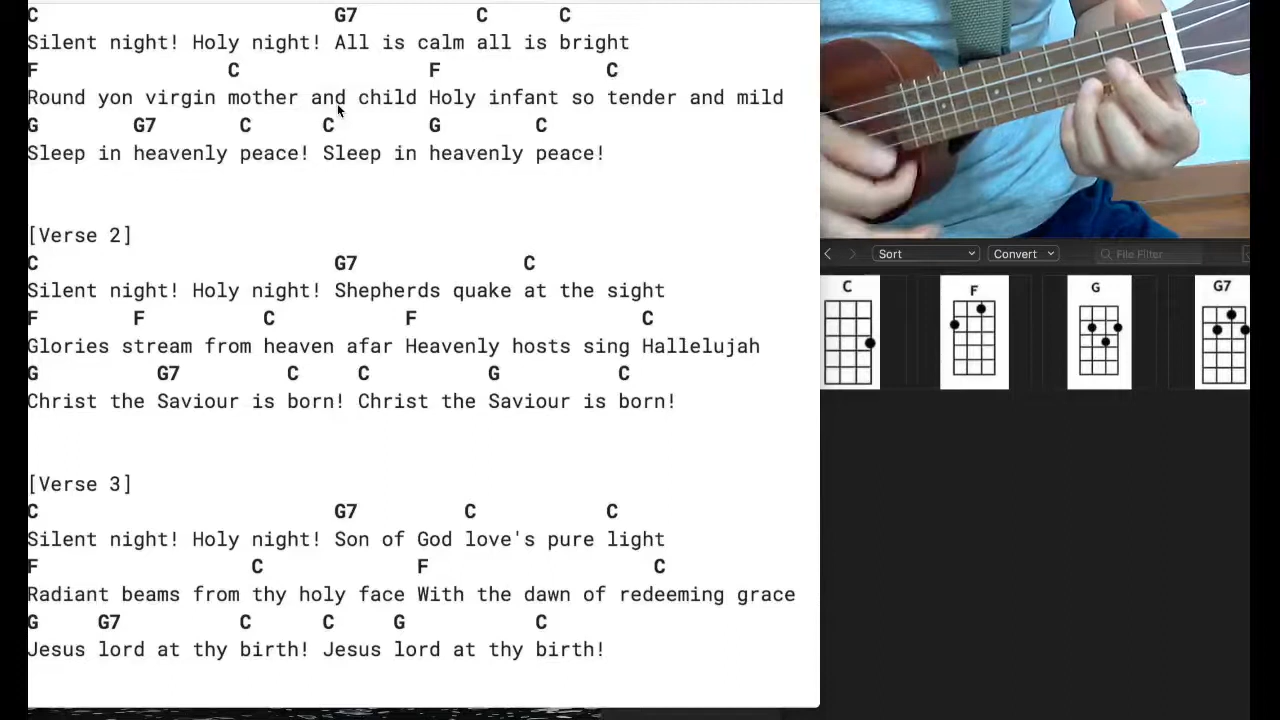 C G7 C C
Silent night! Holy night! All is calm all is bright
F C F C
Round yon virgin mother and child Holy infant so tender and mild
G G7 C C G C
Sleep in heavenly peace! Sleep in heavenly peace!
[Verse 2]
C G7 C
Silent night! Holy night! Shepherds quake at the sight
F F C F C
Glories stream from heaven afar Heavenly hosts sing Hallelujah
G G7 C C G C
Christ the Saviour is born! Christ the Saviour is born!
[Verse 3]
C G7 C C
Silent night! Holy night! Son of God love's pure light
F C F C
Radiant beams from thy holy face With the dawn of redeeming grace
G G7 C C G C
Jesus lord at thy birth! Jesus lord at thy birth!
Sort Convert File Filter
C F G G7